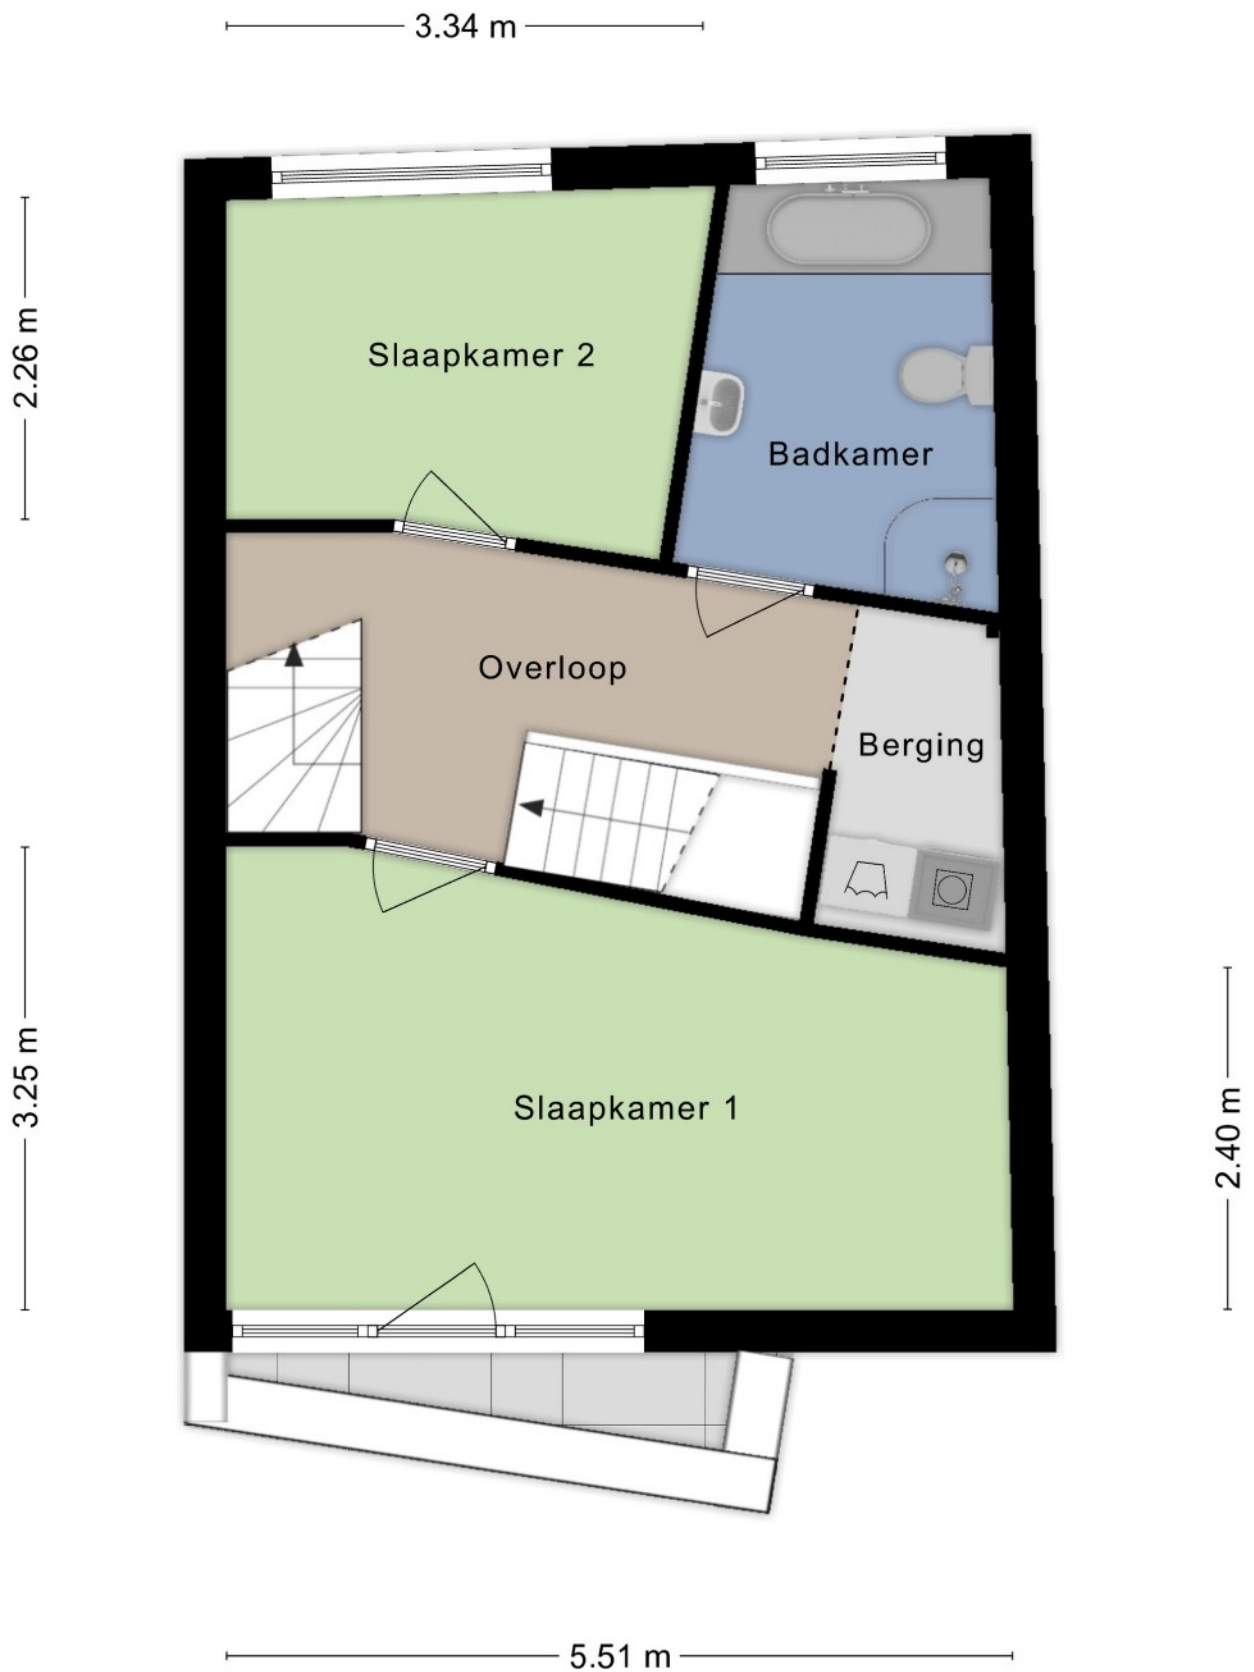 3.34 m
2.26 m
Slaapkamer 2
Badkamer
Overloop
Berging
3.25 m
Slaapkamer 1
2.40 m
5.51 m